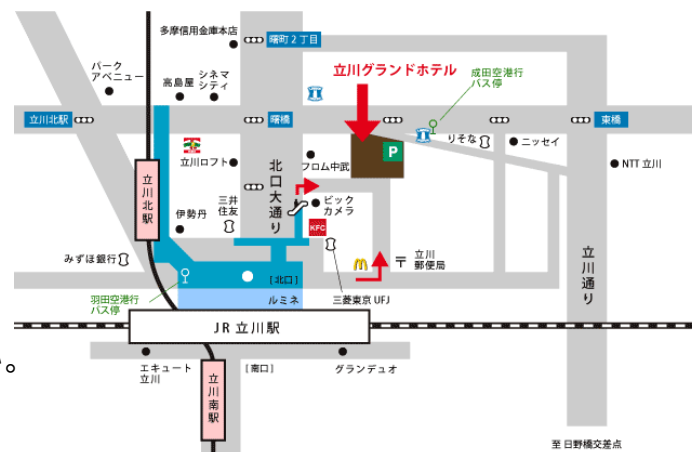 多摩信用金庫本店
曙町2丁目
立川グランドホテル
成田空港行
バス停
パーク
アベニュー
高島屋
シネマ
シティ
立川北駅
曙橋
東橋
りそな
ニッセイ
P
立川ロフト
フロム中武
NTT 立川
北口大通り
立川北駅
三井
住友
ビック
カメラ
伊勢丹
KFC
立川通り
みずほ銀行
〒
立川
郵便局
[北口]
羽田空港行
バス停
ルミネ
三菱東京 UFJ
JR 立川駅
エキュート
立川
[南口]
グランデュオ
い。
立川南駅
至 日野橋交差点